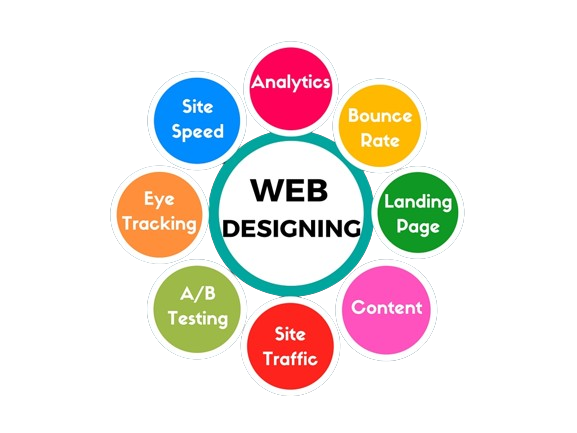 Analytics
Bounce
Rate
Landing
Page
Content
Site
Traffic
A/B
Testing
Eye
Tracking
Site
Speed
WEB
DESIGNING